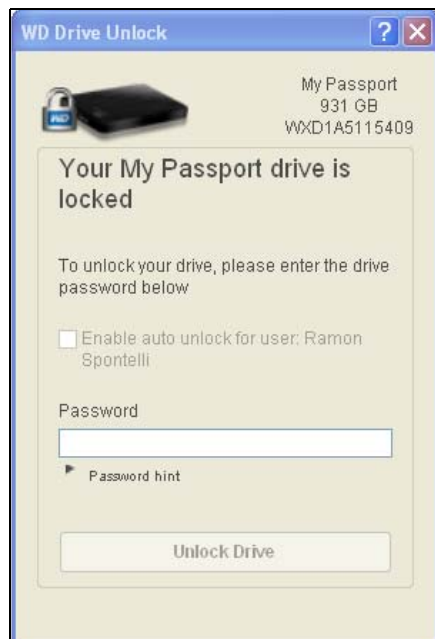 WD Drive Unlock
?
WD
My Passport
931 GB
WXD1A5115409
Your My Passport drive is
locked
To unlock your drive, please enter the drive
password below
Enable auto unlock for user: Ramon
Spontelli
Password
Password hint
Unlock Drive